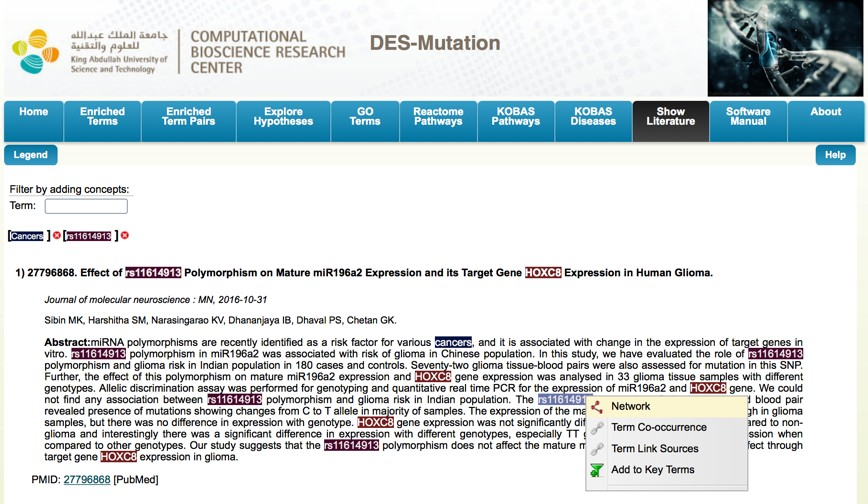 جامعة الملك عبدالله
للعلوم والتقنية
King Abdullah University of
Science and Technology
COMPUTATIONAL
BIOSCIENCE RESEARCH
CENTER
DES-Mutation
Home
Enriched
Terms
Enriched
Term Pairs
Explore
Hypotheses
GO
Terms
Reactome
Pathways
KOBAS
Pathways
KOBAS
Diseases
Show
Literature
Software
Manual
About
Legend
Help
Filter by adding concepts:
Term:
[Cancers ] [rs11614913 ]
1) 27796868. Effect of rs11614913 Polymorphism on Mature miR196a2 Expression and its Target Gene HOXC8 Expression in Human Glioma.
Journal of molecular neuroscience : MN, 2016-10-31
Sibin MK, Harshitha SM, Narasingarao KV, Dhananjaya IB, Dhaval PS, Chetan GK.
Abstract:miRNA polymorphisms are recently identified as a risk factor for various cancers, and it is associated with change in the expression of target genes in
vitro. rs11614913 polymorphism in miR196a2 was associated with risk of glioma in Chinese population. In this study, we have evaluated the role of rs11614913
polymorphism and glioma risk in Indian population in 180 cases and controls. Seventy-two glioma tissue-blood pairs were also assessed for mutation in this SNP.
Further, the effect of this polymorphism on mature miR196a2 expression and HOXC8 gene expression was analysed in 33 glioma tissue samples with different
genotypes. Allelic discrimination assay was performed for genotyping and quantitative real time PCR for the expression of miR196a2 and HOXC8 gene. We could
not find any association between rs11614913 polymorphism and glioma risk in Indian population. The rs1161491 d blood pair
revealed presence of mutations showing changes from C to T allele in majority of samples. The expression of the ma gh in glioma
samples, but there was no difference in expression with genotype. HOXC8 gene expression was not significantly dif ared to non-
glioma and interestingly there was a significant difference in expression with different genotypes, especially TT g ssion when
compared to other genotypes. Our study suggests that the rs11614913 polymorphism does not affect the mature m fect through
target gene HOXC8 expression in glioma.
Network
Term Co-occurrence
Term Link Sources
Add to Key Terms
PMID: 27796868 [PubMed]